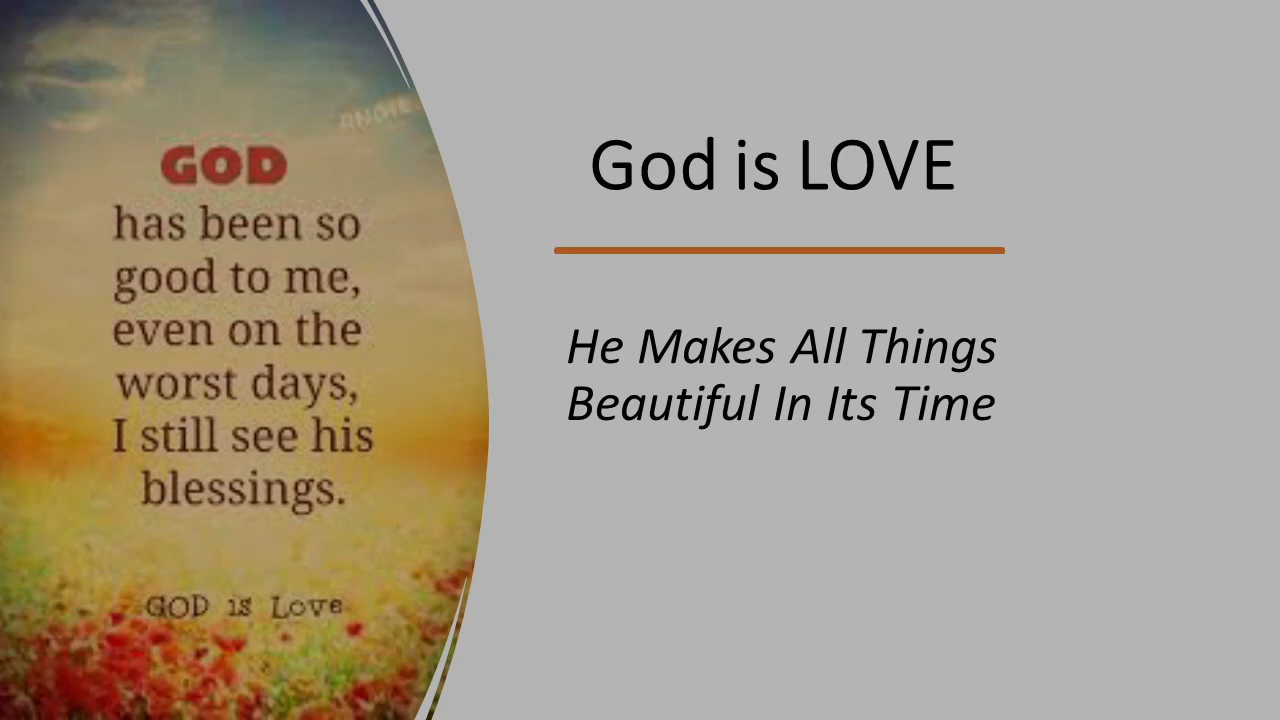 GOD
has been so
good to me,
even on the
worst days,
I still see his
blessings.
GOD is Love
God is LOVE
He Makes All Things
Beautiful In Its Time